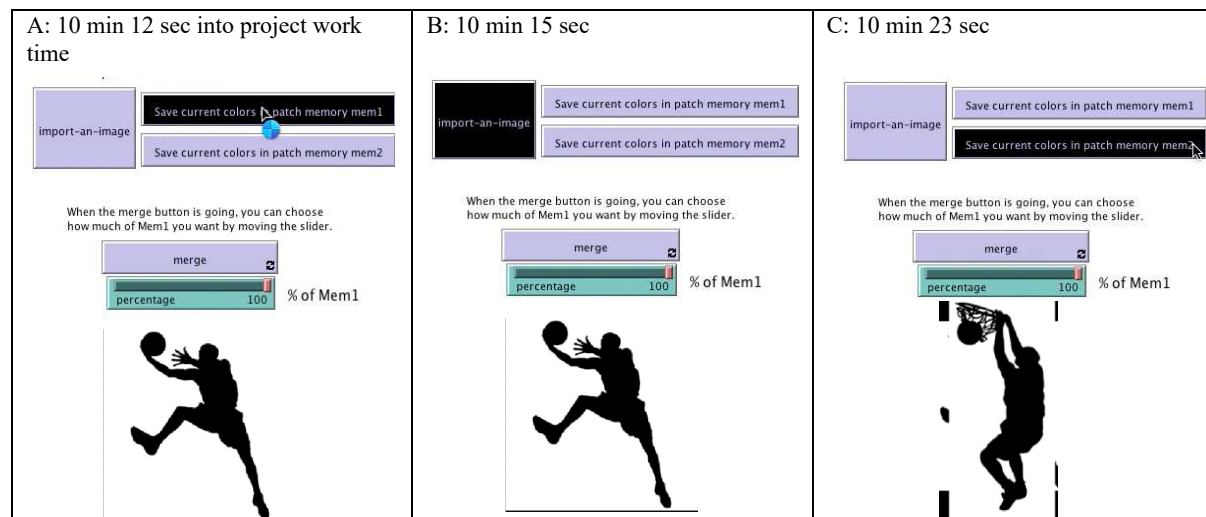 A: 10 min 12 sec into project work
time
import-an-image
Save current colors in patch memory mem1
Save current colors in patch memory mem2
When the merge button is going, you can choose
how much of Mem1 you want by moving the slider.
merge
percentage 100
% of Mem1
B: 10 min 15 sec
import-an-image
Save current colors in patch memory mem1
Save current colors in patch memory mem2
When the merge button is going, you can choose
how much of Mem1 you want by moving the slider.
merge
percentage 100
% of Mem1
C: 10 min 23 sec
import-an-image
Save current colors in patch memory mem1
Save current colors in patch memory mem2
When the merge button is going, you can choose
how much of Mem1 you want by moving the slider.
merge
percentage 100
% of Mem1